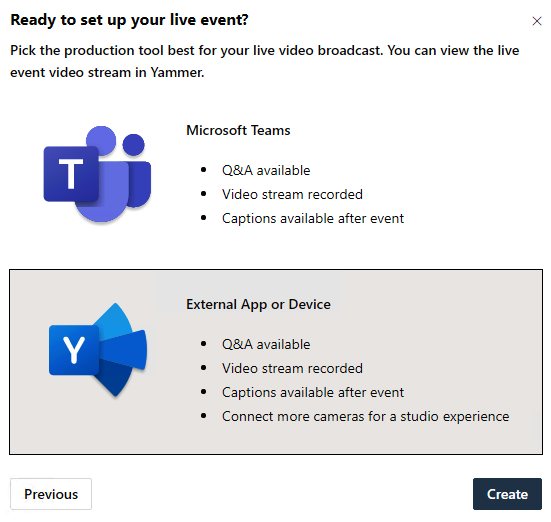 Ready to set up your live event?
Pick the production tool best for your live video broadcast. You can view the live
event video stream in Yammer.
T
Microsoft Teams
Q&A available
Video stream recorded
Captions available after event
Y
External App or Device
Q&A available
Video stream recorded
Captions available after event
Connect more cameras for a studio experience
Previous
Create